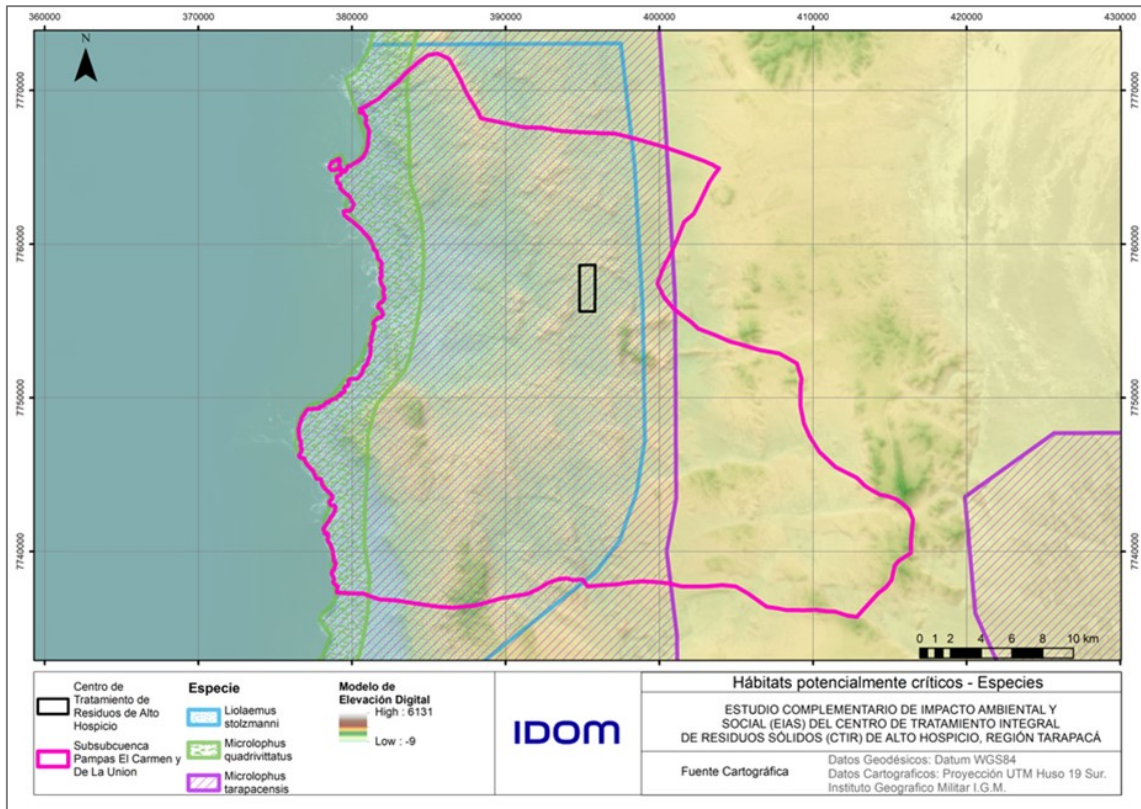 360000 370000 380000 390000 400000 410000 420000 430000
N
7770000 7770000
7760000 7760000
7750000 7750000
7740000 7740000
0 1 2 4 6 8 10 km
Centro de
Tratamiento de
Residuos de Alto
Hospicio
Subsubcuenca
Pampas El Carmen y
De La Union
Especie
Liolaemus
stolzmanni
Microlophus
quadrivittatus
Microlophus
tarapacensis
Modelo de
Elevación Digital
High : 6131
Low : -9
IDOM
Hábitats potencialmente críticos - Especies
ESTUDIO COMPLEMENTARIO DE IMPACTO AMBIENTAL Y
SOCIAL (EIAS) DEL CENTRO DE TRATAMIENTO INTEGRAL
DE RESIDUOS SÓLIDOS (CTIR) DE ALTO HOSPICIO, REGIÓN TARAPACÁ
Fuente Cartográfica
Datos Geodésicos: Datum WGS84
Datos Cartograficos: Proyección UTM Huso 19 Sur.
Instituto Geografico Militar I.G.M.